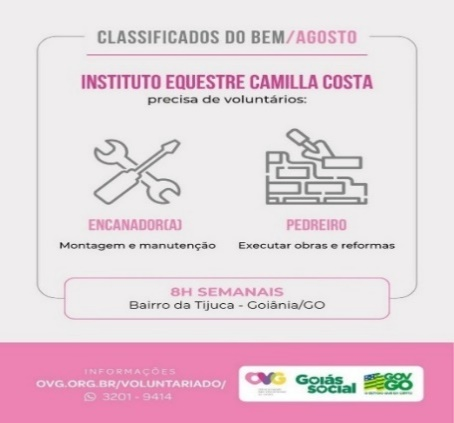 CLASSIFICADOS DO BEM/AGOSTO
INSTITUTO EQUESTRE CAMILLA COSTA
precisa de voluntários:
ENCANADOR(A)
Montagem e manutenção
PEDREIRO
Executar obras e reformas
8H SEMANAIS
Bairro da Tijuca - Goiânia/GO
INFORMAÇÕES
OVG.ORG.BR/VOLUNTARIADO/
3201 - 9414
OVG
Goiás social
GOV GO